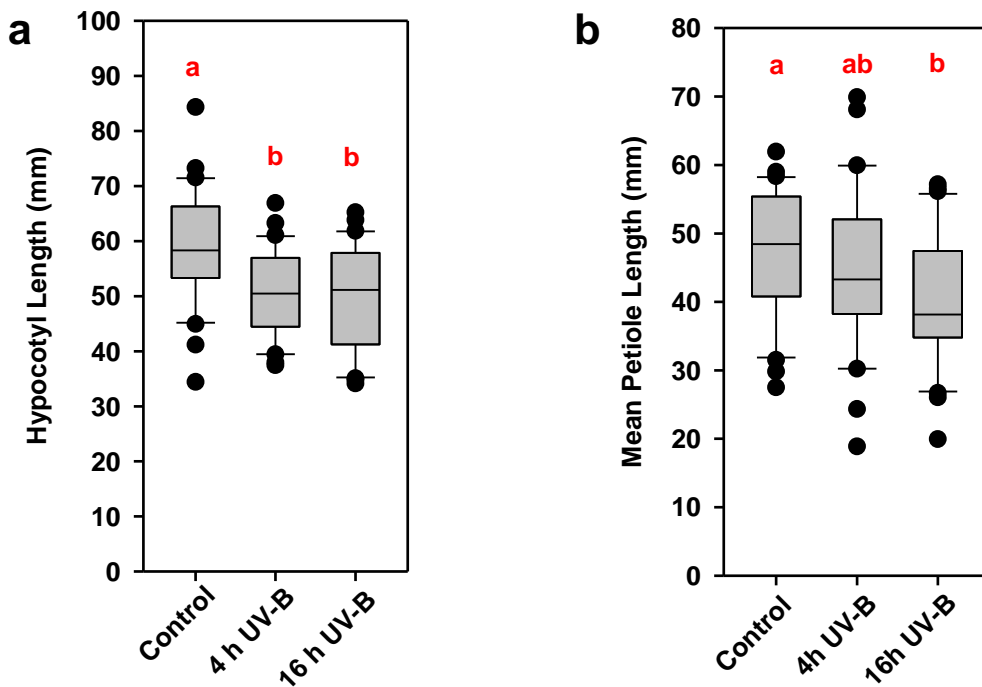 a
Hypocotyl Length (mm)
100
90
80
70
60
50
40
30
20
10
0
a
b
b
Control
4 h UV-B
16 h UV-B
b
Mean Petiole Length (mm)
80
70
60
50
40
30
20
10
0
a
ab
b
Control
4h UV-B
16h UV-B